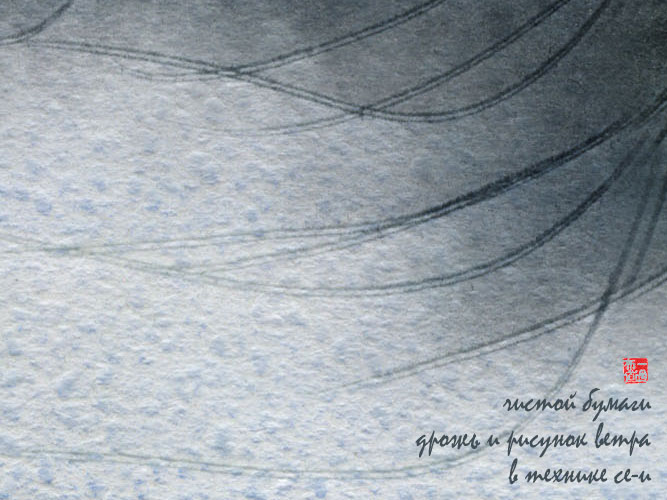 чистой бумаги
дрожь и рисунок ветра
в технике се-и